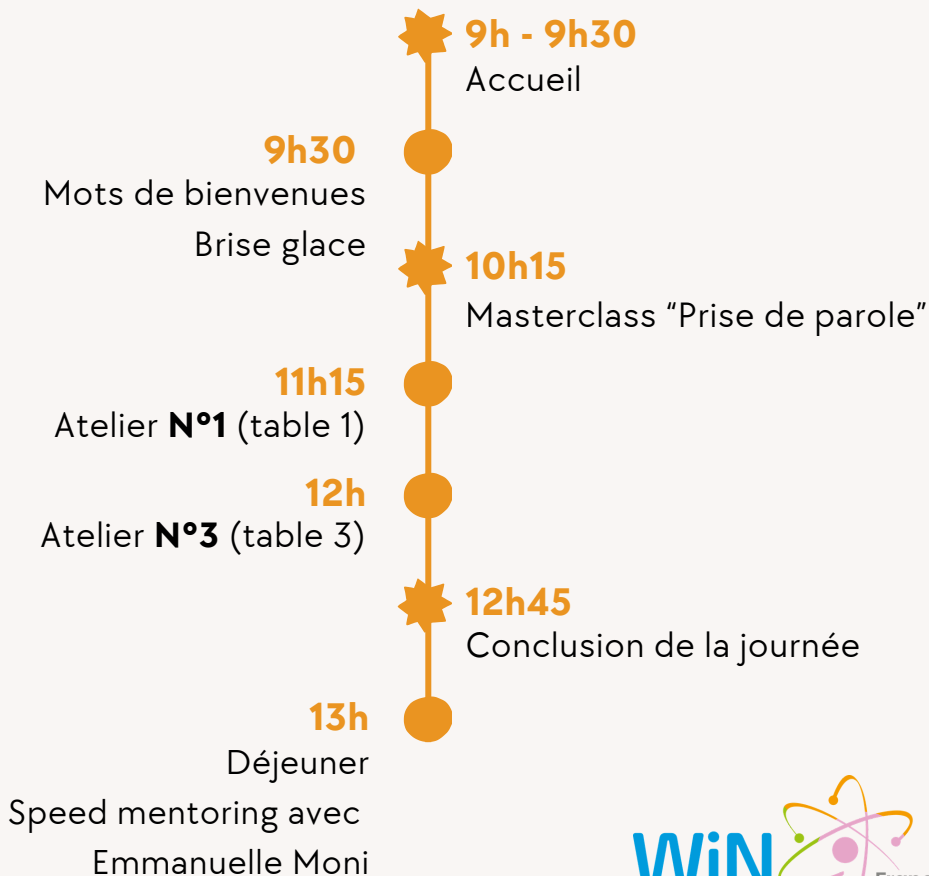 9h - 9h30
Accueil
9h30
Mots de bienvenues
Brise glace
10h15
Masterclass “Prise de parole”
11h15
Atelier N°1 (table 1)
12h
Atelier N°3 (table 3)
12h45
Conclusion de la journée
13h
Déjeuner
Speed mentoring avec
Emmanuelle Moni
WiN